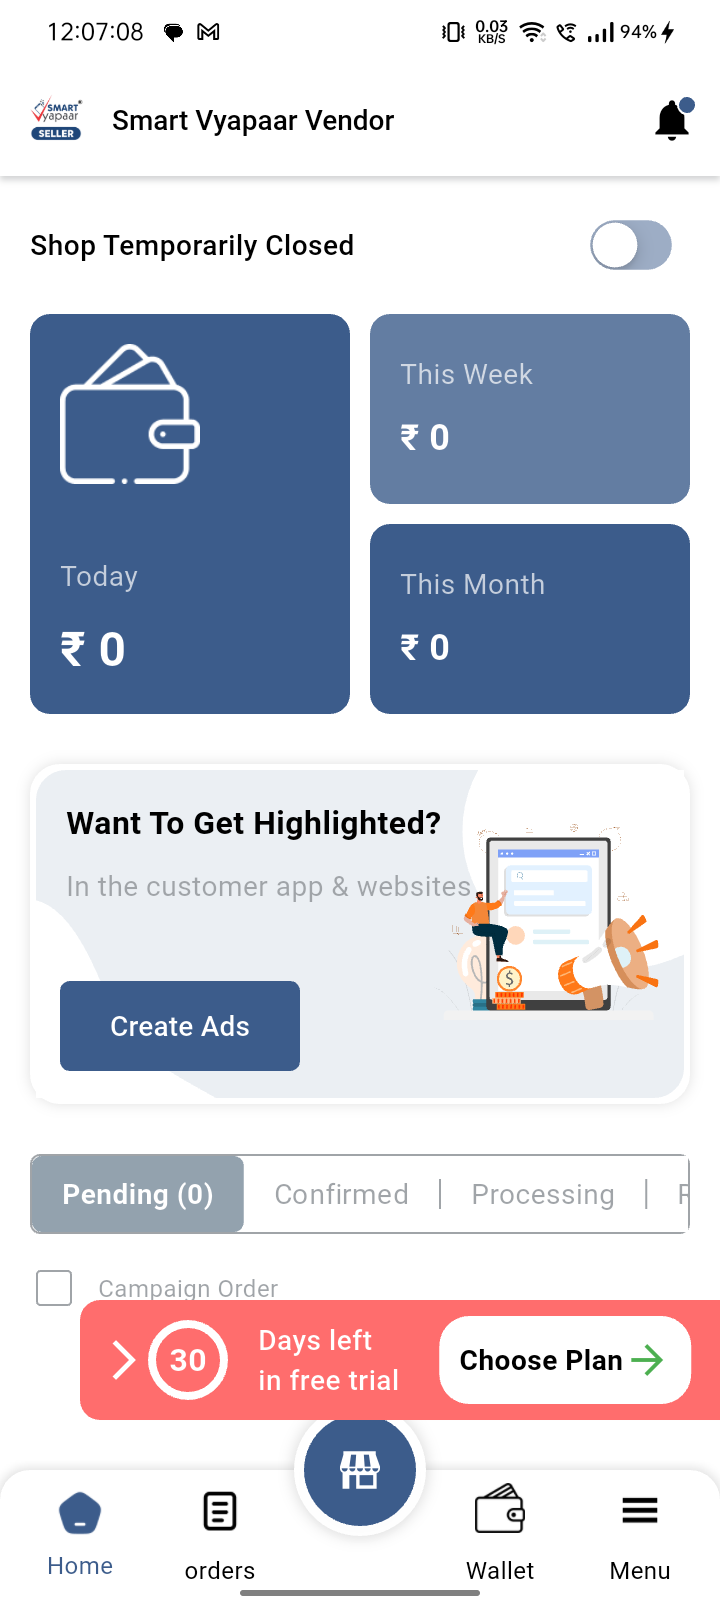 12:07:08
0.03
KB/S
94%
SMART
Vyapaar
SELLER
Smart Vyapaar Vendor
Shop Temporarily Closed
Today
₹ 0
This Week
₹ 0
This Month
₹ 0
Want To Get Highlighted?
In the customer app & websites
$
Create Ads
Pending (0)
Confirmed
Processing
Campaign Order
30
Days left
in free trial
Choose Plan
Home
orders
Wallet
Menu